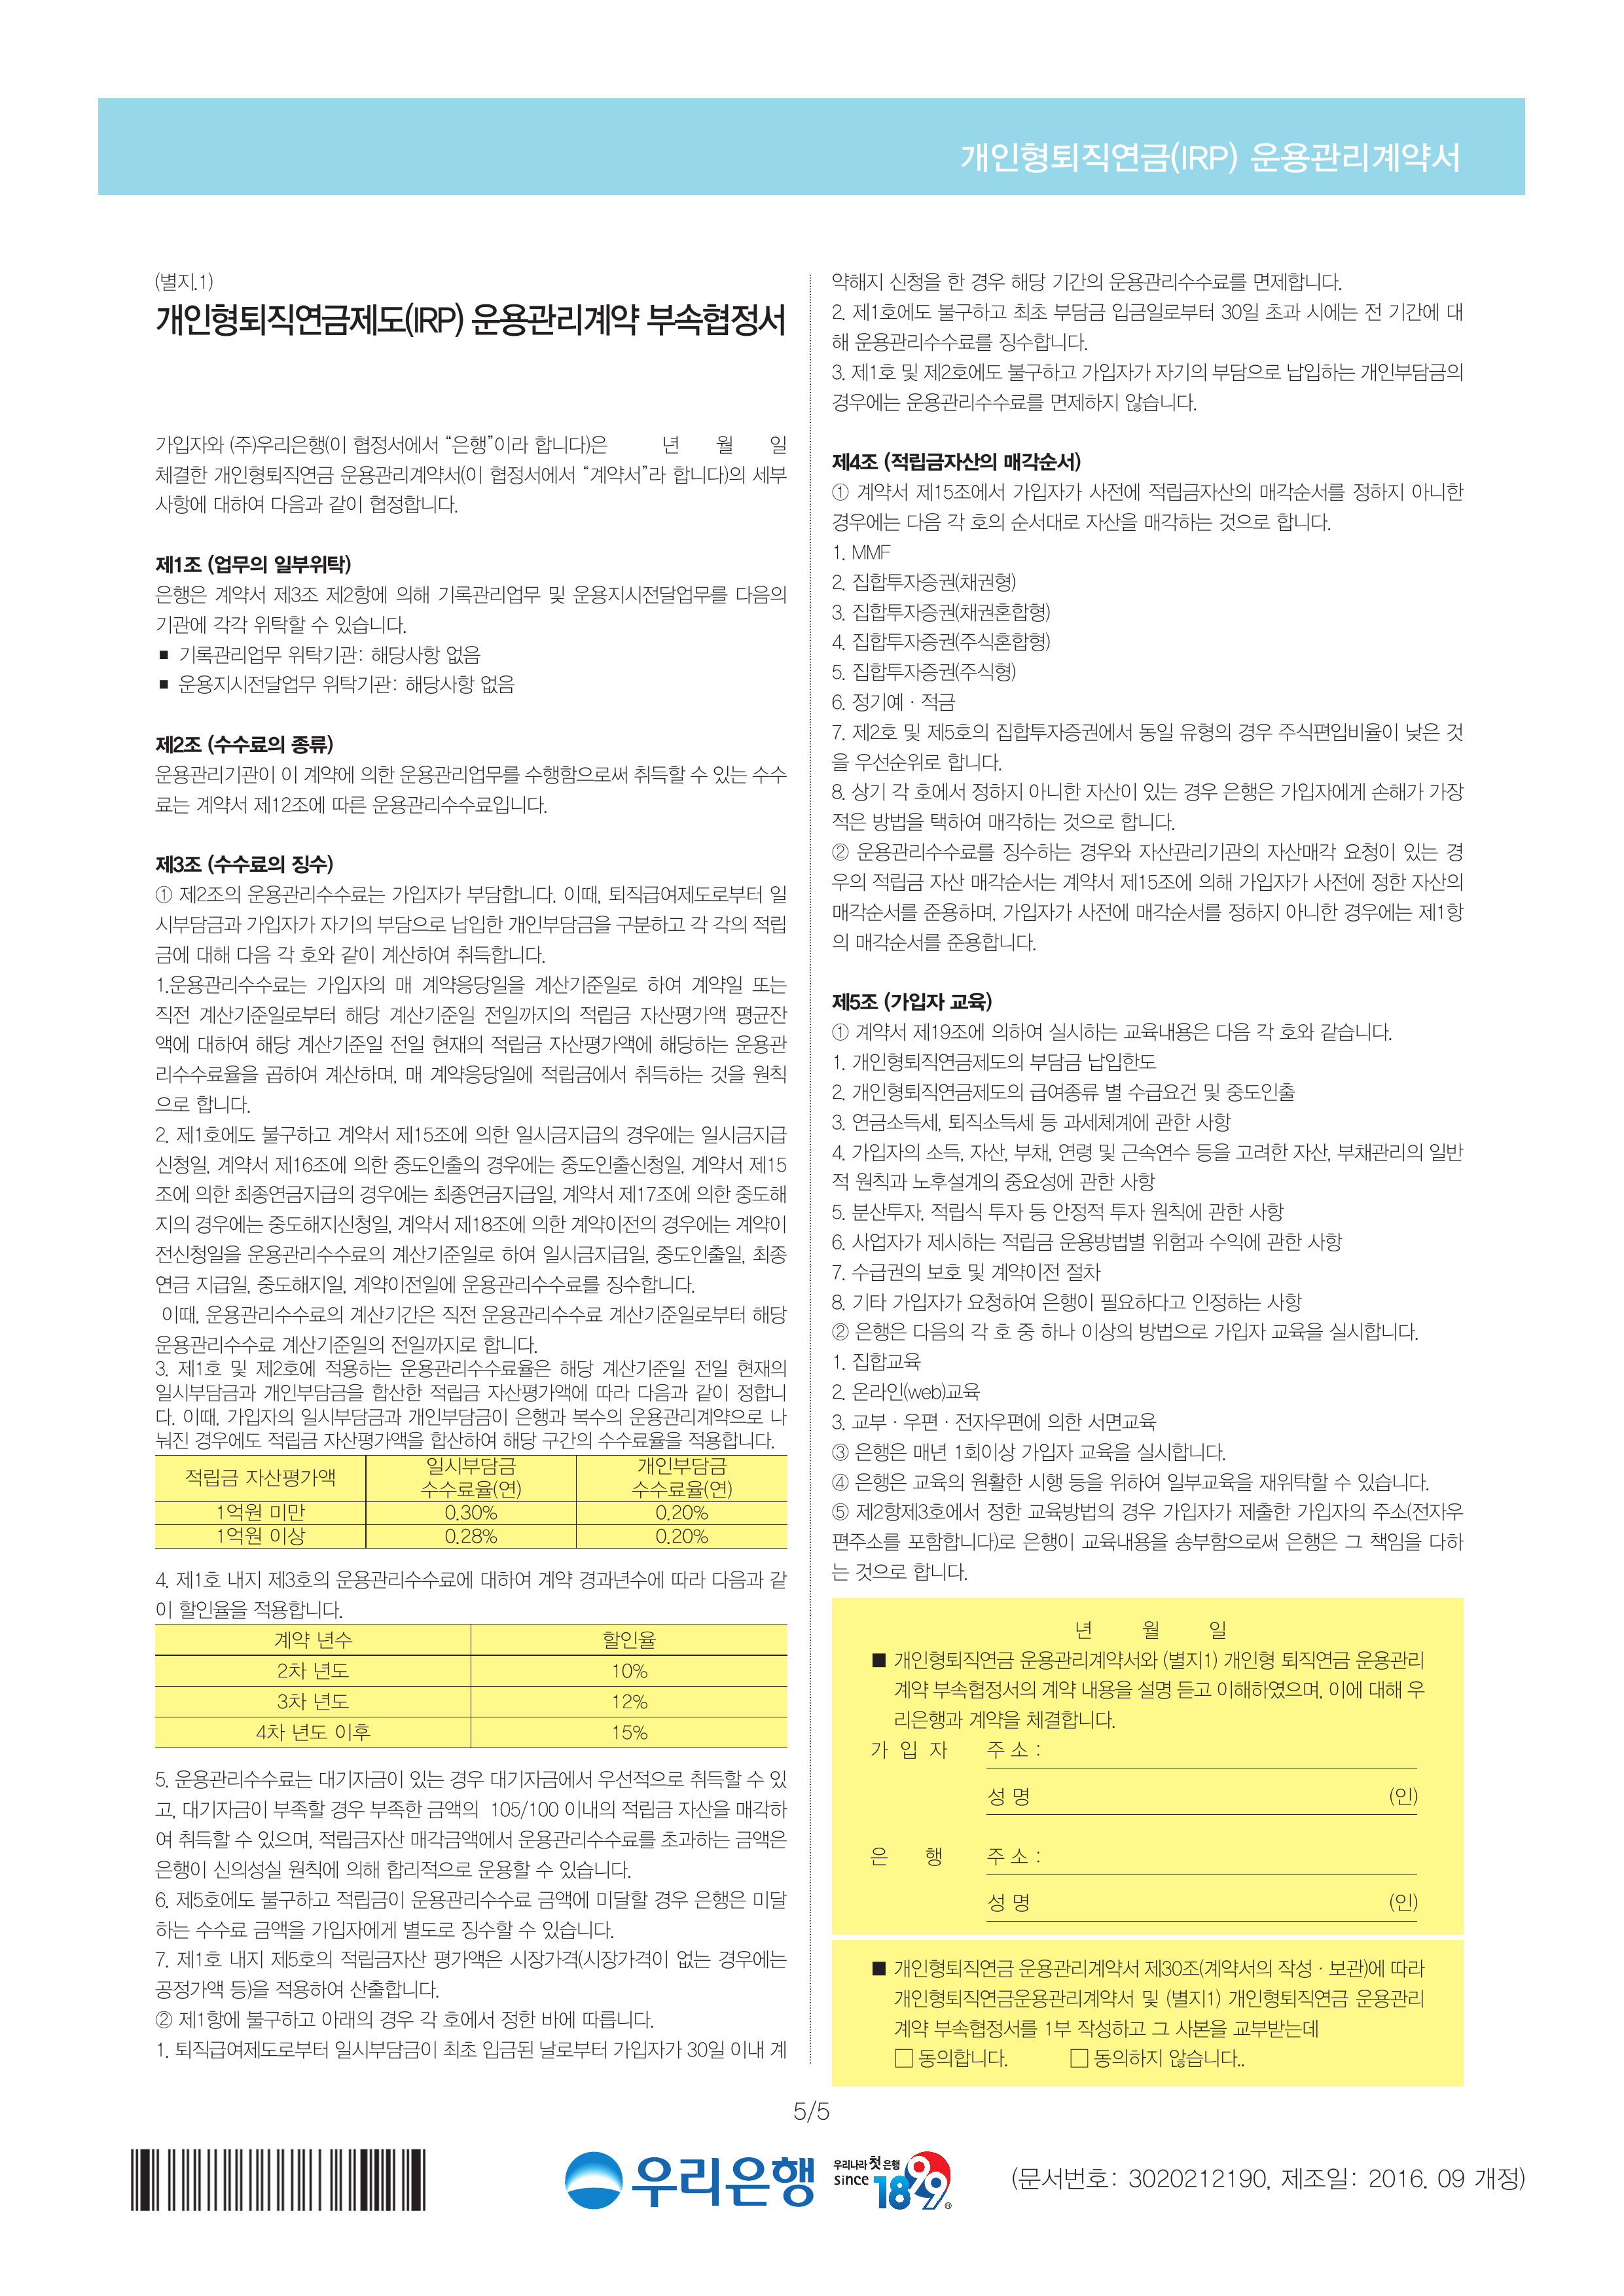 개인형퇴직연금(IRP) 운용관리계약서
(별지.1)
개인형퇴직연금제도(IRP) 운용관리계약 부속협정서
가입자와 (주)우리은행(이 협정서에서 “은행”이라 합니다)은 년 월 일
체결한 개인형퇴직연금 운용관리계약서(이 협정서에서 “계약서”라 합니다)의 세부
사항에 대하여 다음과 같이 협정합니다.
제1조 (업무의 일부위탁)
은행은 계약서 제3조 제2항에 의해 기록관리업무 및 운용지시전달업무를 다음의
기관에 각각 위탁할 수 있습니다.
■ 기록관리업무 위탁기관: 해당사항 없음
■ 운용지시전달업무 위탁기관: 해당사항 없음
제2조 (수수료의 종류)
운용관리기관이 이 계약에 의한 운용관리업무를 수행함으로써 취득할 수 있는 수수
료는 계약서 제12조에 따른 운용관리수수료입니다.
제3조 (수수료의 징수)
① 제2조의 운용관리수수료는 가입자가 부담합니다. 이때, 퇴직급여제도로부터 일
시부담금과 가입자가 자기의 부담으로 납입한 개인부담금을 구분하고 각 각의 적립
금에 대해 다음 각 호와 같이 계산하여 취득합니다.
1.운용관리수수료는 가입자의 매 계약응당일을 계산기준일로 하여 계약일 또는
직전 계산기준일로부터 해당 계산기준일 전일까지의 적립금 자산평가액 평균잔
액에 대하여 해당 계산기준일 전일 현재의 적립금 자산평가액에 해당하는 운용관
리수수료율을 곱하여 계산하며, 매 계약응당일에 적립금에서 취득하는 것을 원칙
으로 합니다.
2. 제1호에도 불구하고 계약서 제15조에 의한 일시금지급의 경우에는 일시금지급
신청일, 계약서 제16조에 의한 중도인출의 경우에는 중도인출신청일, 계약서 제15
조에 의한 최종연금지급의 경우에는 최종연금지급일, 계약서 제17조에 의한 중도해
지의 경우에는 중도해지신청일, 계약서 제18조에 의한 계약이전의 경우에는 계약이
전신청일을 운용관리수수료의 계산기준일로 하여 일시금지급일, 중도인출일, 최종
연금 지급일, 중도해지일, 계약이전일에 운용관리수수료를 징수합니다.
이때, 운용관리수수료의 계산기간은 직전 운용관리수수료 계산기준일로부터 해당
운용관리수수료 계산기준일의 전일까지로 합니다.
3. 제1호 및 제2호에 적용하는 운용관리수수료율은 해당 계산기준일 전일 현재의
일시부담금과 개인부담금을 합산한 적립금 자산평가액에 따라 다음과 같이 정합니
다. 이때, 가입자의 일시부담금과 개인부담금이 은행과 복수의 운용관리계약으로 나
눠진 경우에도 적립금 자산평가액을 합산하여 해당 구간의 수수료율을 적용합니다.
적립금 자산평가액 일시부담금 수수료율(연) 개인부담금 수수료율(연)
1억원 미만 0.30% 0.20%
1억원 이상 0.28% 0.20%
4. 제1호 내지 제3호의 운용관리수수료에 대하여 계약 경과년수에 따라 다음과 같
이 할인율을 적용합니다.
계약 년수 할인율
2차 년도 10%
3차 년도 12%
4차 년도 이후 15%
5. 운용관리수수료는 대기자금이 있는 경우 대기자금에서 우선적으로 취득할 수 있
고, 대기자금이 부족할 경우 부족한 금액의 105/100 이내의 적립금 자산을 매각하
여 취득할 수 있으며, 적립금자산 매각금액에서 운용관리수수료를 초과하는 금액은
은행이 신의성실 원칙에 의해 합리적으로 운용할 수 있습니다.
6. 제5호에도 불구하고 적립금이 운용관리수수료 금액에 미달할 경우 은행은 미달
하는 수수료 금액을 가입자에게 별도로 징수할 수 있습니다.
7. 제1호 내지 제5호의 적립금자산 평가액은 시장가격(시장가격이 없는 경우에는
공정가액 등)을 적용하여 산출합니다.
② 제1항에 불구하고 아래의 경우 각 호에서 정한 바에 따릅니다.
1. 퇴직급여제도로부터 일시부담금이 최초 입금된 날로부터 가입자가 30일 이내 계
약해지 신청을 한 경우 해당 기간의 운용관리수수료를 면제합니다.
2. 제1호에도 불구하고 최초 부담금 입금일로부터 30일 초과 시에는 전 기간에 대
해 운용관리수수료를 징수합니다.
3. 제1호 및 제2호에도 불구하고 가입자가 자기의 부담으로 납입하는 개인부담금의
경우에는 운용관리수수료를 면제하지 않습니다.
제4조 (적립금자산의 매각순서)
① 계약서 제15조에서 가입자가 사전에 적립금자산의 매각순서를 정하지 아니한
경우에는 다음 각 호의 순서대로 자산을 매각하는 것으로 합니다.
1. MMF
2. 집합투자증권(채권형)
3. 집합투자증권(채권혼합형)
4. 집합투자증권(주식혼합형)
5. 집합투자증권(주식형)
6. 정기예 · 적금
7. 제2호 및 제5호의 집합투자증권에서 동일 유형의 경우 주식편입비율이 낮은 것
을 우선순위로 합니다.
8. 상기 각 호에서 정하지 아니한 자산이 있는 경우 은행은 가입자에게 손해가 가장
적은 방법을 택하여 매각하는 것으로 합니다.
② 운용관리수수료를 징수하는 경우와 자산관리기관의 자산매각 요청이 있는 경
우의 적립금 자산 매각순서는 계약서 제15조에 의해 가입자가 사전에 정한 자산의
매각순서를 준용하며, 가입자가 사전에 매각순서를 정하지 아니한 경우에는 제1항
의 매각순서를 준용합니다.
제5조 (가입자 교육)
① 계약서 제19조에 의하여 실시하는 교육내용은 다음 각 호와 같습니다.
1. 개인형퇴직연금제도의 부담금 납입한도
2. 개인형퇴직연금제도의 급여종류 별 수급요건 및 중도인출
3. 연금소득세, 퇴직소득세 등 과세체계에 관한 사항
4. 가입자의 소득, 자산, 부채, 연령 및 근속연수 등을 고려한 자산, 부채관리의 일반
적 원칙과 노후설계의 중요성에 관한 사항
5. 분산투자, 적립식 투자 등 안정적 투자 원칙에 관한 사항
6. 사업자가 제시하는 적립금 운용방법별 위험과 수익에 관한 사항
7. 수급권의 보호 및 계약이전 절차
8. 기타 가입자가 요청하여 은행이 필요하다고 인정하는 사항
② 은행은 다음의 각 호 중 하나 이상의 방법으로 가입자 교육을 실시합니다.
1. 집합교육
2. 온라인(web)교육
3. 교부 · 우편 · 전자우편에 의한 서면교육
③ 은행은 매년 1회이상 가입자 교육을 실시합니다.
④ 은행은 교육의 원활한 시행 등을 위하여 일부교육을 재위탁할 수 있습니다.
⑤ 제2항제3호에서 정한 교육방법의 경우 가입자가 제출한 가입자의 주소(전자우
편주소를 포함합니다)로 은행이 교육내용을 송부함으로써 은행은 그 책임을 다하
는 것으로 합니다.
년 월 일
■ 개인형퇴직연금 운용관리계약서와 (별지1) 개인형 퇴직연금 운용관리
계약 부속협정서의 계약 내용을 설명 듣고 이해하였으며, 이에 대해 우
리은행과 계약을 체결합니다.
가 입 자 주 소 :
성 명 (인)
은 행 주 소 :
성 명 (인)
■ 개인형퇴직연금 운용관리계약서 제30조(계약서의 작성 · 보관)에 따라
개인형퇴직연금운용관리계약서 및 (별지1) 개인형퇴직연금 운용관리
계약 부속협정서를 1부 작성하고 그 사본을 교부받는데
□ 동의합니다. □ 동의하지 않습니다..
5/5
우리은행 우리나라 첫 은행 since 1899
(문서번호: 3020212190, 제조일: 2016. 09 개정)